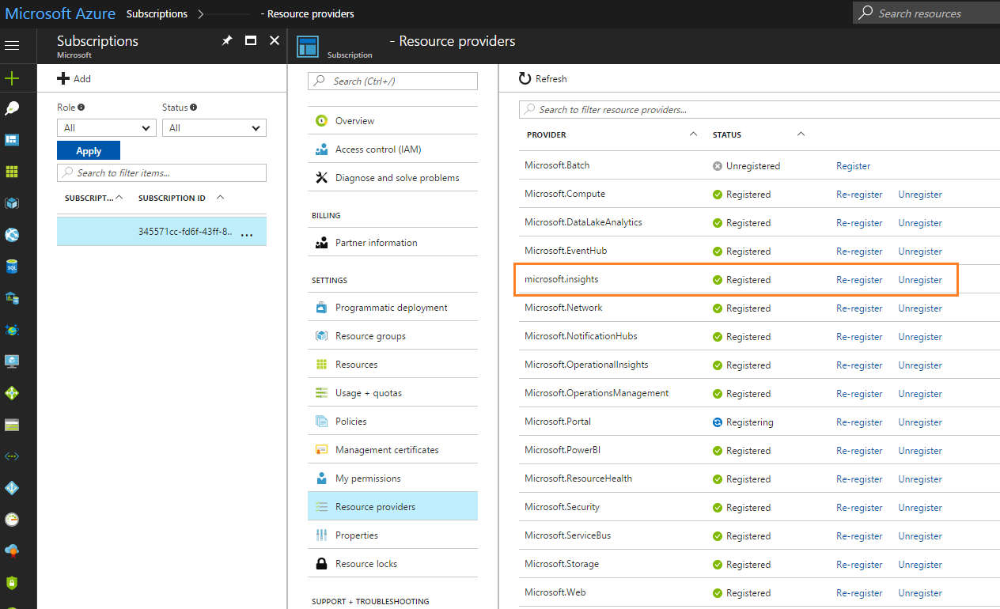 Microsoft Azure Subscriptions - Resource providers
Search resources
Subscriptions
Microsoft
- Resource providers
Subscription
Add
Role Status
All All
Apply
Search to filter items...
SUBSCRIPT... SUBSCRIPTION ID
345571cc-fd6f-43ff-8.. ...
Search (Ctrl+/)
Overview
Access control (IAM)
Diagnose and solve problems
BILLING
Partner information
SETTINGS
Programmatic deployment
Resource groups
Resources
Usage + quotas
Policies
Management certificates
My permissions
Resource providers
Properties
Resource locks
SUPPORT + TROUBLESHOOTING
Refresh
Search to filter resource providers...
PROVIDER STATUS
Microsoft.Batch Unregistered Register
Microsoft.Compute Registered Re-register Unregister
Microsoft.DataLakeAnalytics Registered Re-register Unregister
Microsoft.EventHub Registered Re-register Unregister
microsoft.insights Registered Re-register Unregister
Microsoft.Network Registered Re-register Unregister
Microsoft.NotificationHubs Registered Re-register Unregister
Microsoft.OperationalInsights Registered Re-register Unregister
Microsoft.OperationsManagement Registered Re-register Unregister
Microsoft.Portal Registering Re-register Unregister
Microsoft.PowerBI Registered Re-register Unregister
Microsoft.ResourceHealth Registered Re-register Unregister
Microsoft.Security Registered Re-register Unregister
Microsoft.ServiceBus Registered Re-register Unregister
Microsoft.Storage Registered Re-register Unregister
Microsoft.Web Registered Re-register Unregister
SQL